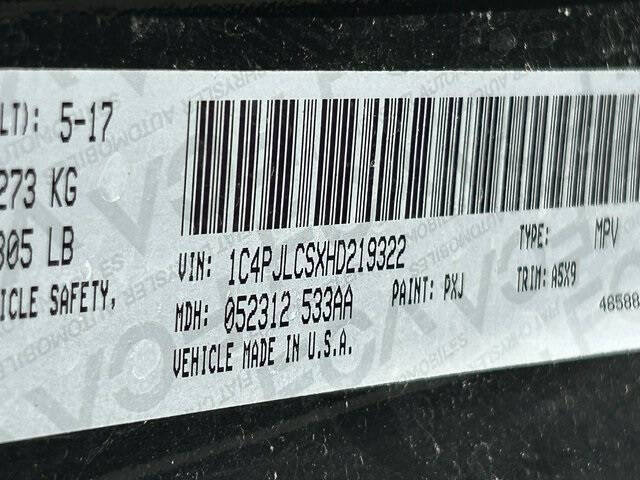 LT): 5-17
273 KG
305 LB
ICLE SAFETY,
VIN: 1C4PJLCSXHD219322
TYPE: MPV
MDH: 052312 533AA
PAINT: PXJ
TRIM: A5X9
VEHICLE MADE IN U.S.A.
46588